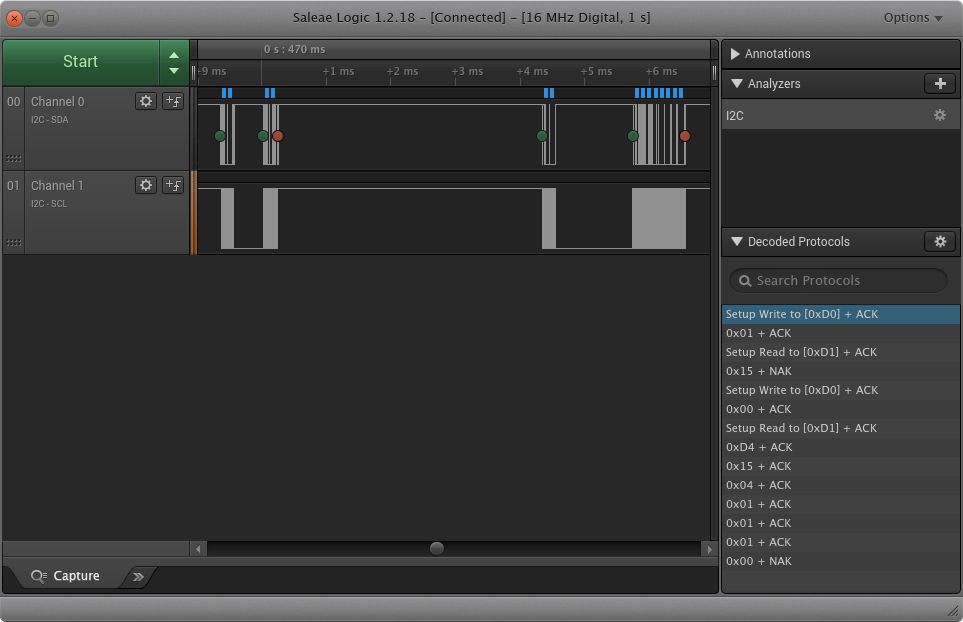 Saleae Logic 1.2.18 - [Connected] - [16 MHz Digital, 1 s]
Options
Start
0 s : 470 ms
+9 ms
+1 ms
+2 ms
+3 ms
+4 ms
+5 ms
+6 ms
00
Channel 0
I2C - SDA
01
Channel 1
I2C - SCL
Annotations
Analyzers
I2C
Decoded Protocols
Search Protocols
Setup Write to [0xD0] + ACK
0x01 + ACK
Setup Read to [0xD1] + ACK
0x15 + NAK
Setup Write to [0xD0] + ACK
0x00 + ACK
Setup Read to [0xD1] + ACK
0xD4 + ACK
0x15 + ACK
0x04 + ACK
0x01 + ACK
0x01 + ACK
0x01 + ACK
0x00 + NAK
Capture